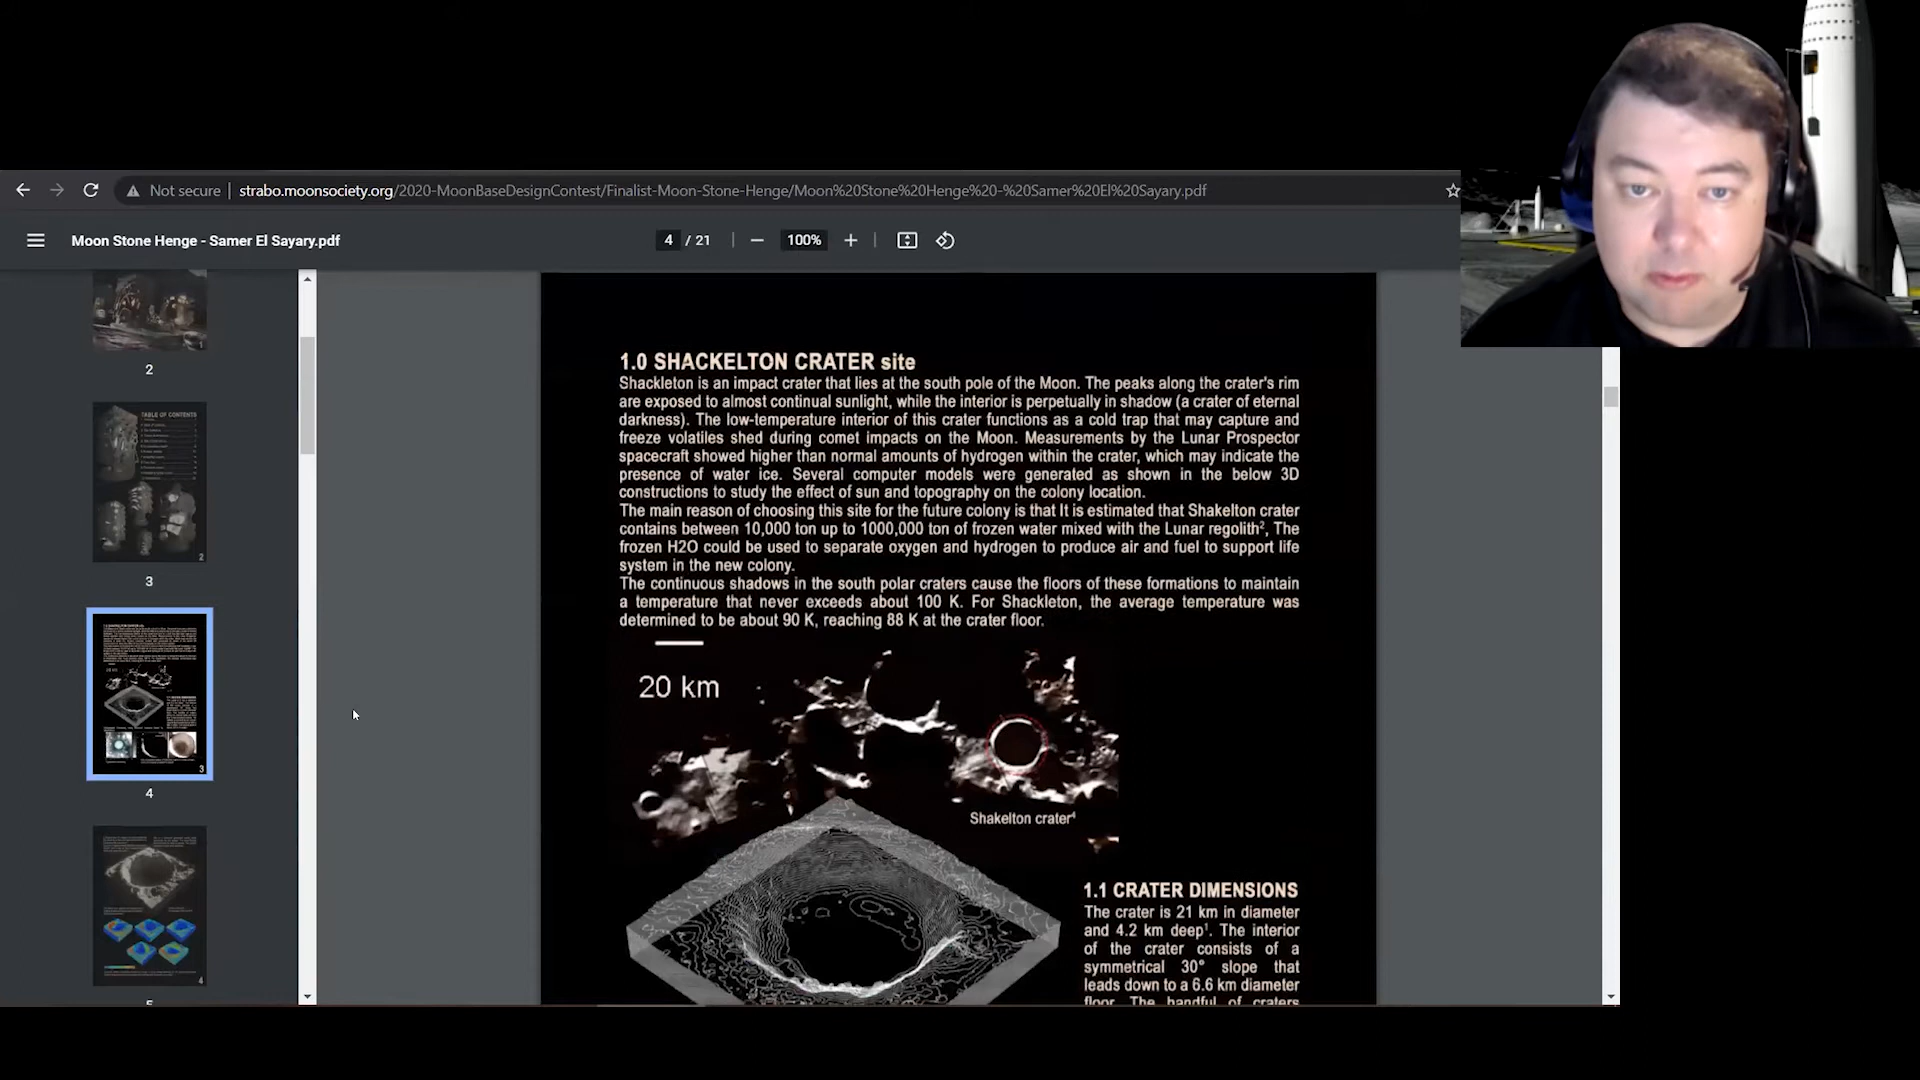 Not secure
strabo.moonsociety.org/2020-MoonBaseDesignContest/Finalist-Moon-Stone-Henge/Moon%20Stone%20Henge%20-%20Samer%20El%20Sayary.pdf
Moon Stone Henge - Samer El Sayary.pdf
4 / 21
100%
1
2
TABLE OF CONTENTS
2
3
3
4
4
5
1.0 SHACKELTON CRATER site
Shackleton is an impact crater that lies at the south pole of the Moon. The peaks along the crater's rim
are exposed to almost continual sunlight, while the interior is perpetually in shadow (a crater of eternal
darkness). The low-temperature interior of this crater functions as a cold trap that may capture and
freeze volatiles shed during comet impacts on the Moon. Measurements by the Lunar Prospector
spacecraft showed higher than normal amounts of hydrogen within the crater, which may indicate the
presence of water ice. Several computer models were generated as shown in the below 3D
constructions to study the effect of sun and topography on the colony location.
The main reason of choosing this site for the future colony is that It is estimated that Shakelton crater
contains between 10,000 ton up to 1000,000 ton of frozen water mixed with the Lunar regolith², The
frozen H2O could be used to separate oxygen and hydrogen to produce air and fuel to support life
system in the new colony.
The continuous shadows in the south polar craters cause the floors of these formations to maintain
a temperature that never exceeds about 100 K. For Shackleton, the average temperature was
determined to be about 90 K, reaching 88 K at the crater floor.
20 km
Shakelton crater⁴
1.1 CRATER DIMENSIONS
The crater is 21 km in diameter
and 4.2 km deep¹. The interior
of the crater consists of a
symmetrical 30° slope that
leads down to a 6.6 km diameter
floor. The handful of craters